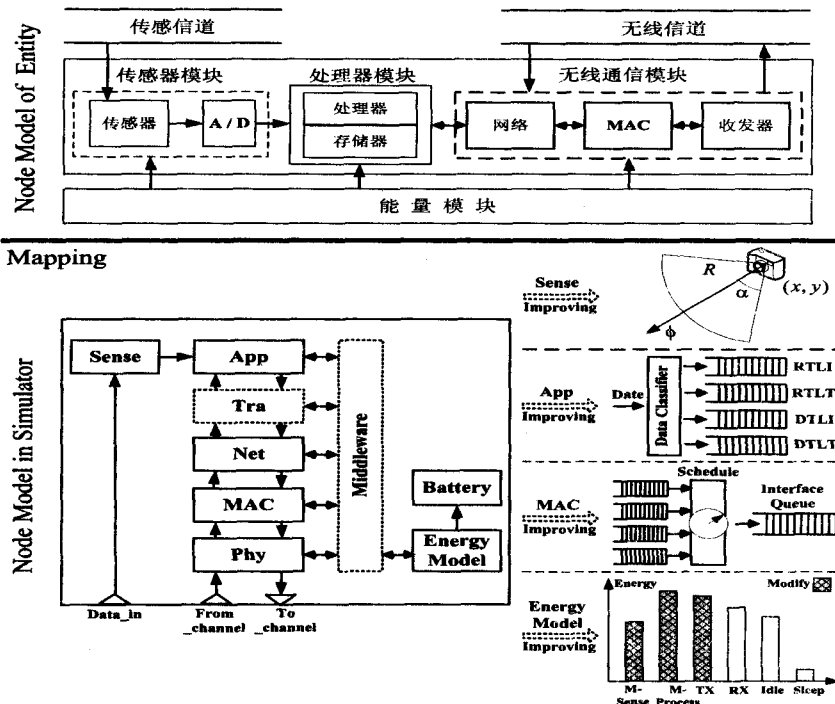 传感信道
无线信道
Node Model of Entity
传感器模块
处理器模块
无线通信模块
传感器
A/D
处理器
存储器
网络
MAC
收发器
能量模块
Mapping
Node Model in Simulator
Sense
App
Tra
Net
MAC
Phy
Middleware
Battery
Energy
Model
Data_in
From
_channel
To
_channel
Sense
Improving
R
α
(x, y)
ϕ
App
Improving
Date
Data Classifier
RTLI
RTLT
DTLI
DTLT
MAC
Improving
Schedule
Interface
Queue
Energy
Model
Improving
Energy
Modify
M-
Sense
M-
Process
TX
RX
Idle
Sleep